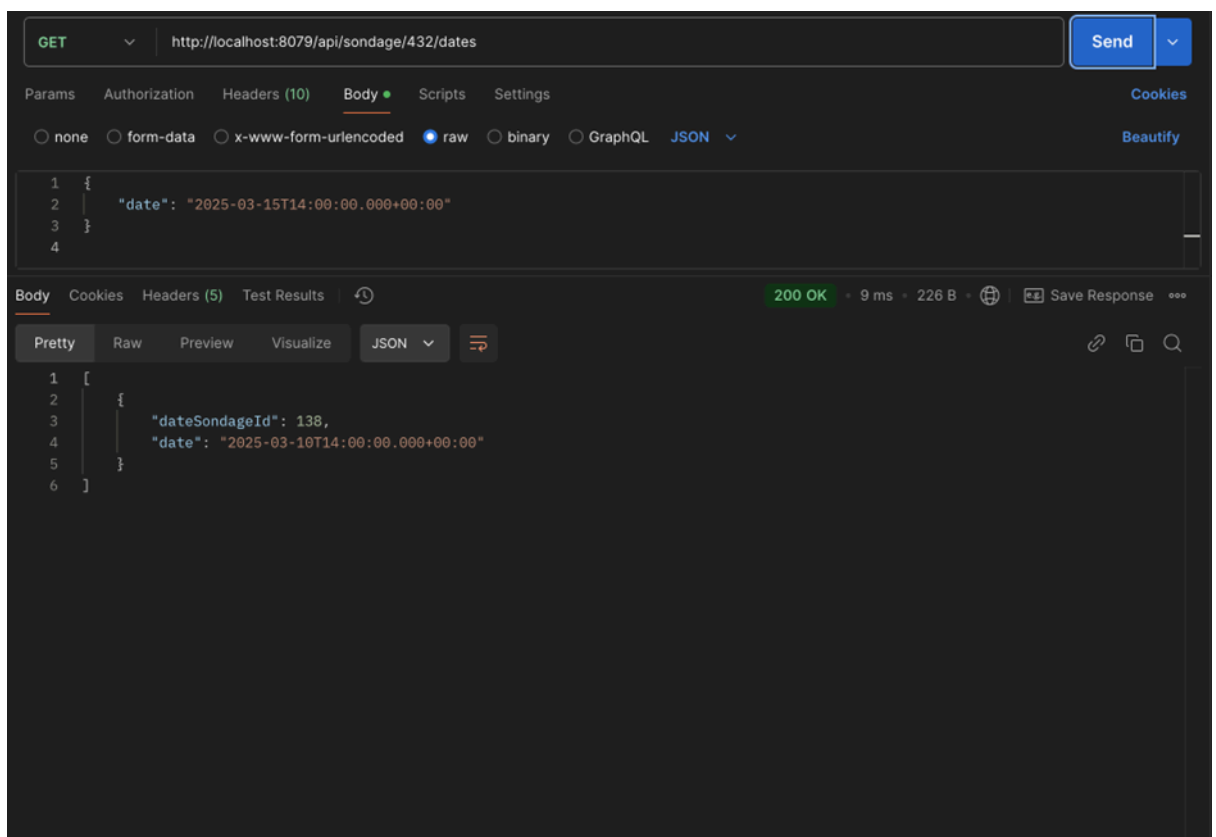 GET http://localhost:8079/api/sondage/432/dates Send
Params Authorization Headers (10) Body Scripts Settings Cookies
none form-data x-www-form-urlencoded raw binary GraphQL JSON Beautify
1 {
2 "date": "2025-03-15T14:00:00.000+00:00"
3 }
4
Body Cookies Headers (5) Test Results 200 OK 9 ms 226 B e.g. Save Response
Pretty Raw Preview Visualize JSON
1 [
2 {
3 "dateSondageId": 138,
4 "date": "2025-03-10T14:00:00.000+00:00"
5 }
6 ]